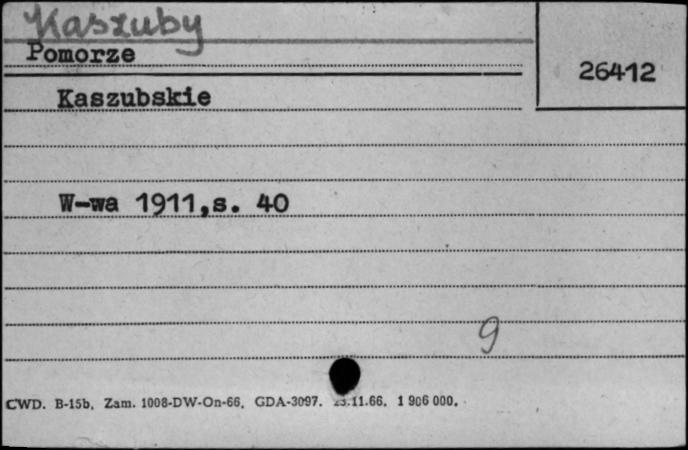 Kaszuby
Pomorze
26412
Kaszubskie
W-wa 1911,s. 40
9
CWD. B-15b. Zam. 1008-DW-On-66. GDA-3097. 23.11.66. 1 906 000.